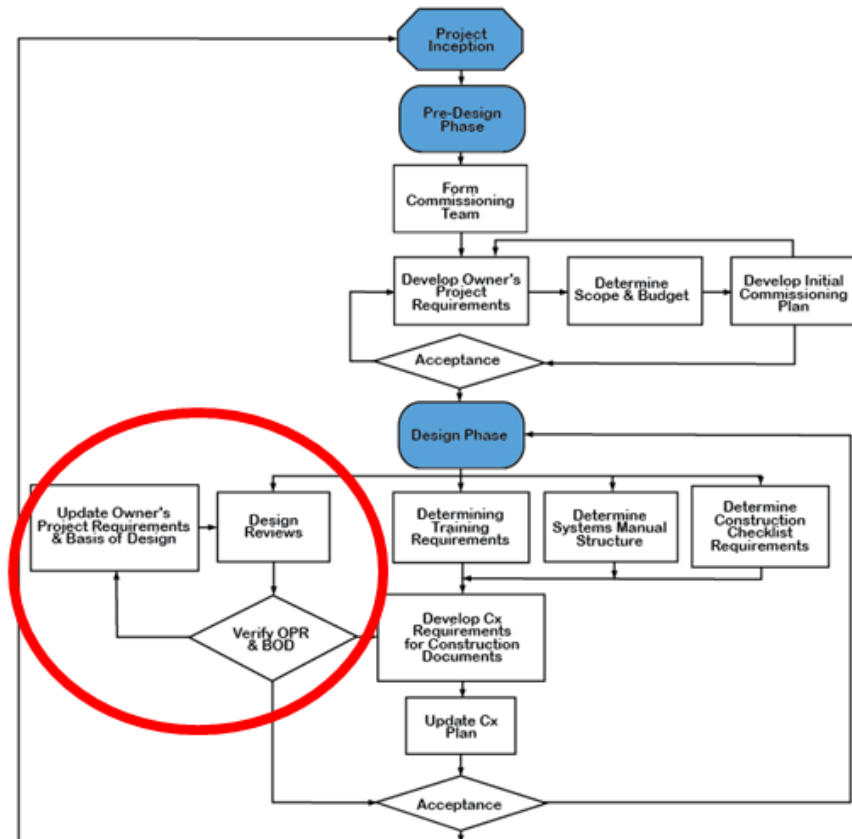 Project
Inception
Pre-Design
Phase
Form
Commissioning
Team
Develop Owner's
Project
Requirements
Determine
Scope & Budget
Develop Initial
Commissioning
Plan
Acceptance
Design Phase
Update Owner's
Project Requirements
& Basis of Design
Design
Reviews
Determining
Training
Requirements
Determine
Systems Manual
Structure
Determine
Construction
Checklist
Requirements
Verify OPR
& BOD
Develop Cx
Requirements
for Construction
Documents
Update Cx
Plan
Acceptance